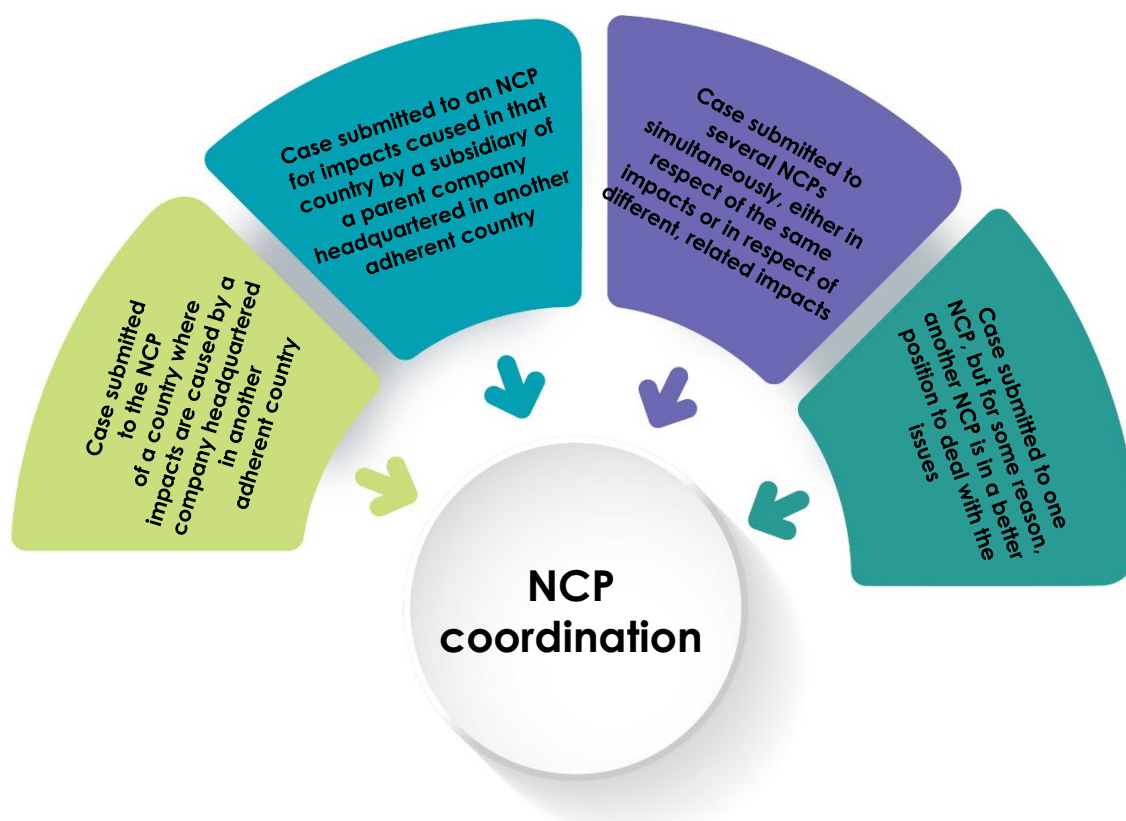 Case submitted
to the NCP
of a country where
impacts are caused by a
company headquartered
in another
adherent country
Case submitted to an NCP
for impacts caused in that
country by a subsidiary of
a parent company
headquartered in another
adherent country
Case submitted to
several NCPs
simultaneously, either in
respect of the same
impacts or in respect of
different, related impacts
Case submitted to one
NCP, but for some reason,
another NCP is in a better
position to deal with the
issues
NCP
coordination